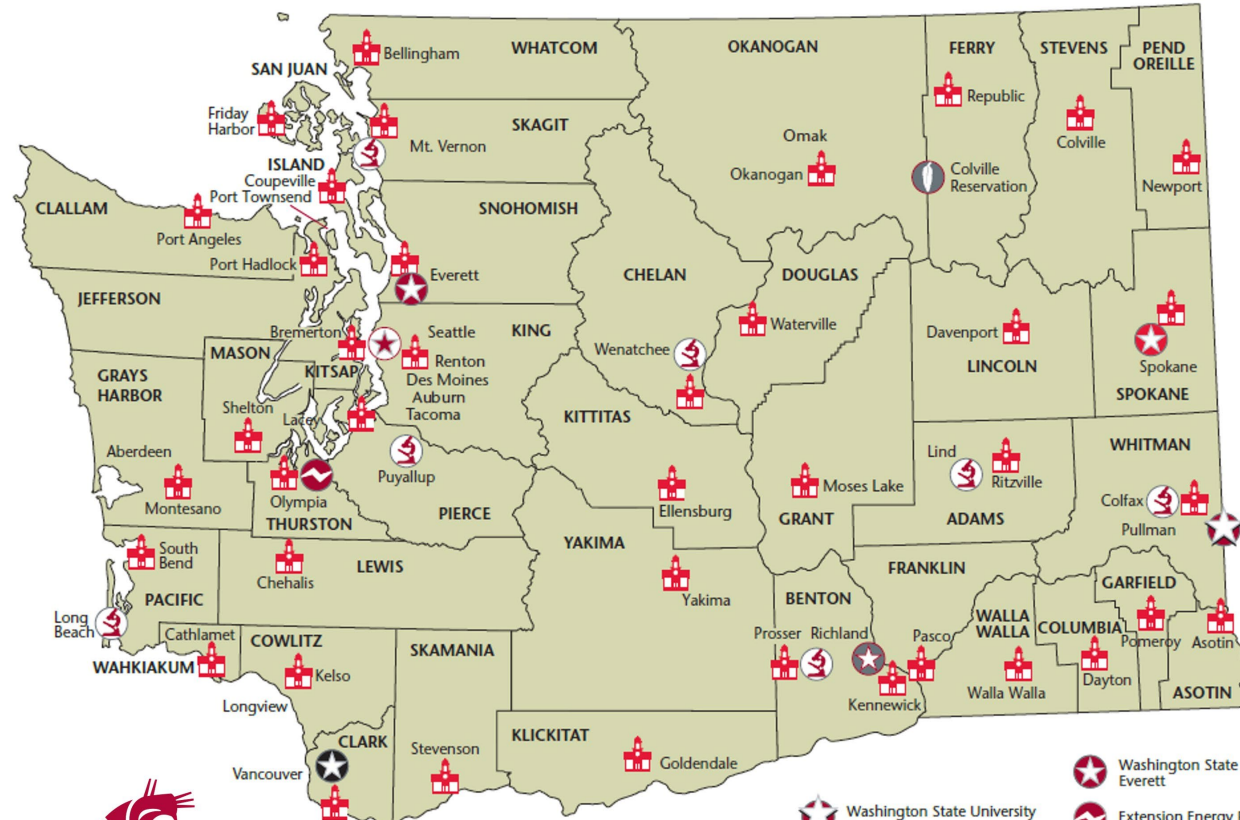 WHATCOM
OKANOGAN
FERRY
STEVENS
PEND
OREILLE
Bellingham
SAN JUAN
Republic
Friday
Harbor
SKAGIT
Omak
Colville
Mt. Vernon
ISLAND
Okanogan
Colville
Reservation
Newport
Coupeville
Port Townsend
CLALLAM
SNOHOMISH
Port Angeles
Port Hadlock
Everett
CHELAN
DOUGLAS
JEFFERSON
Bremerton
Seattle
KING
Waterville
Davenport
MASON
Wenatchee
Renton
LINCOLN
Spokane
GRAYS
HARBOR
KITSAP
Des Moines
Auburn
Tacoma
SPOKANE
Shelton
Lacey
KITTITAS
Aberdeen
Puyallup
Lind
Ritzville
WHITMAN
Montesano
Olympia
Ellensburg
Moses Lake
Colfax
THURSTON
PIERCE
GRANT
ADAMS
Pullman
South
Bend
YAKIMA
Chehalis
LEWIS
FRANKLIN
GARFIELD
PACIFIC
Yakima
BENTON
Long
Beach
Cathlamet
COWLITZ
SKAMANIA
Prosser
Richland
Pasco
WALLA
WALLA
COLUMBIA
Pomeroy
Asotin
WAHKIAKUM
Kelso
Kennewick
Walla Walla
Dayton
ASOTIN
Longview
CLARK
Stevenson
KLICKITAT
Goldendale
Vancouver
Washington State
Everett
Washington State University
Extension Energy